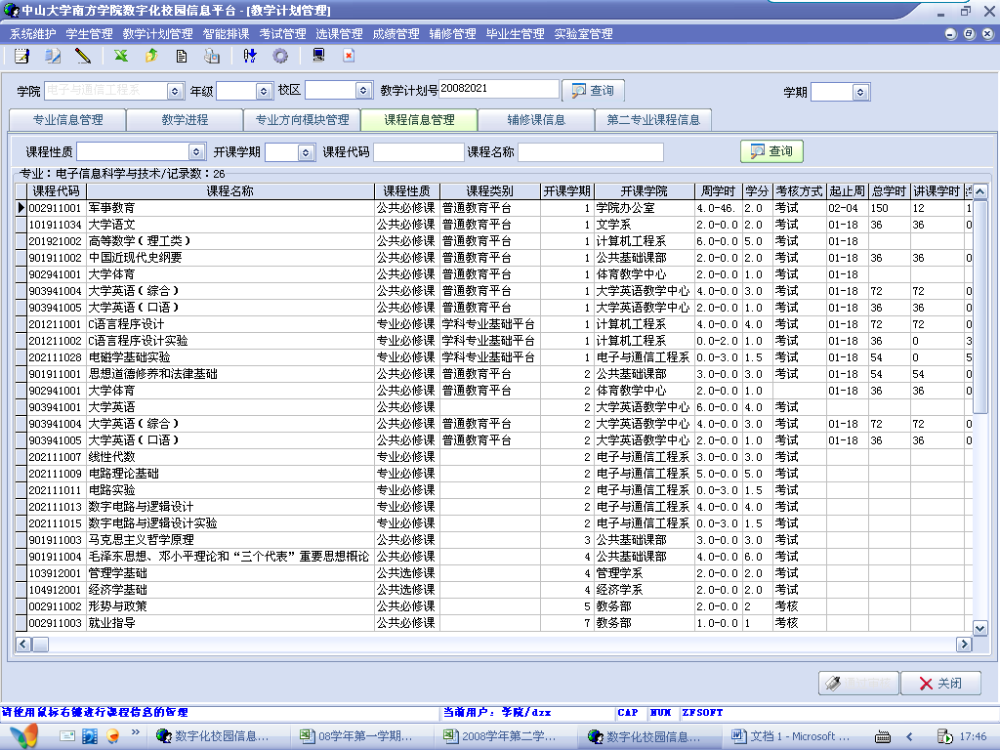 中山大学南方学院数字化校园信息平台 - [教学计划管理]
系统维护 学生管理 教学计划管理 智能排课 考试管理 选课管理 成绩管理 辅修管理 毕业生管理 实验室管理
学院 电子与通信工程系 年级 校区 教学计划号 20082021 查询 学期
专业信息管理 教学进程 专业方向模块管理 课程信息管理 辅修课信息 第二专业课程信息
课程性质 开课学期 课程代码 课程名称 查询
专业：电子信息科学与技术/记录数：26
课程代码 课程名称 课程性质 课程类别 开课学期 开课学院 周学时 学分 考核方式 起止周 总学时 讲课学时
002911001 军事教育 公共必修课 普通教育平台 1 学院办公室 4.0-46. 2.0 考试 02-04 150 12 1
101911034 大学语文 公共必修课 普通教育平台 1 文学系 2.0-0.0 2.0 考试 01-18 36 36 0
201921002 高等数学（理工类） 公共必修课 普通教育平台 1 计算机工程系 6.0-0.0 5.0 考试 01-18
901911002 中国近现代史纲要 公共必修课 普通教育平台 1 公共基础课部 2.0-0.0 2.0 考试 01-18 36 36 0
902941001 大学体育 公共必修课 普通教育平台 1 体育教学中心 2.0-0.0 1.0 考试 01-18
903941004 大学英语（综合） 公共必修课 普通教育平台 1 大学英语教学中心 4.0-0.0 3.0 考试 01-18 72 72 0
903941005 大学英语（口语） 公共必修课 普通教育平台 1 大学英语教学中心 2.0-0.0 1.0 考试 01-18 36 36 0
201211001 C语言程序设计 专业必修课 学科专业基础平台 1 计算机工程系 4.0-0.0 4.0 考试 01-18 72 72 0
201211002 C语言程序设计实验 专业必修课 学科专业基础平台 1 计算机工程系 0.0-2.0 1.0 考试 01-18 36 0 3
202111028 电磁学基础实验 专业必修课 学科专业基础平台 1 电子与通信工程系 0.0-3.0 1.5 考试 01-18 54 0 5
901911001 思想道德修养和法律基础 公共必修课 普通教育平台 2 公共基础课部 3.0-0.0 3.0 考试 01-18 54 54 0
902941001 大学体育 公共必修课 普通教育平台 2 体育教学中心 2.0-0.0 1.0 01-18 36 36 0
903941001 大学英语 公共必修课 2 大学英语教学中心 6.0-0.0 4.0 考试
903941004 大学英语（综合） 公共必修课 普通教育平台 2 大学英语教学中心 4.0-0.0 3.0 考试 01-18 72 72 0
903941005 大学英语（口语） 公共必修课 普通教育平台 2 大学英语教学中心 2.0-0.0 1.0 考试 01-18 36 36 0
202111007 线性代数 专业必修课 2 电子与通信工程系 3.0-0.0 3.0 考试
202111009 电路理论基础 专业必修课 2 电子与通信工程系 5.0-0.0 5.0 考试
202111011 电路实验 专业必修课 2 电子与通信工程系 0.0-3.0 1.5 考试
202111013 数字电路与逻辑设计 专业必修课 2 电子与通信工程系 4.0-0.0 4.0 考试
202111015 数字电路与逻辑设计实验 专业必修课 2 电子与通信工程系 0.0-3.0 1.5 考试
901911003 马克思主义哲学原理 公共必修课 3 公共基础课部 3.0-0.0 3.0 考试
901911004 毛泽东思想、邓小平理论和“三个代表”重要思想概论 公共必修课 4 公共基础课部 4.0-0.0 6.0 考试
103912001 管理学基础 公共选修课 4 管理学系 2.0-0.0 2.0 考试
104912001 经济学基础 公共选修课 4 经济学系 2.0-0.0 2.0 考试
002911002 形势与政策 公共必修课 5 教务部 2.0-0.0 2 考核
002911003 就业指导 公共必修课 7 教务部 1.0-0.0 1 考核
关闭
请使用鼠标右键进行课程信息的管理 当前用户：学院/dzx CAP NUM ZFSOFT
数字化校园信息... 08学年第一学期... 2008学年第二学... 数字化校园信息... 文档 1 - Microsoft ... 17:46